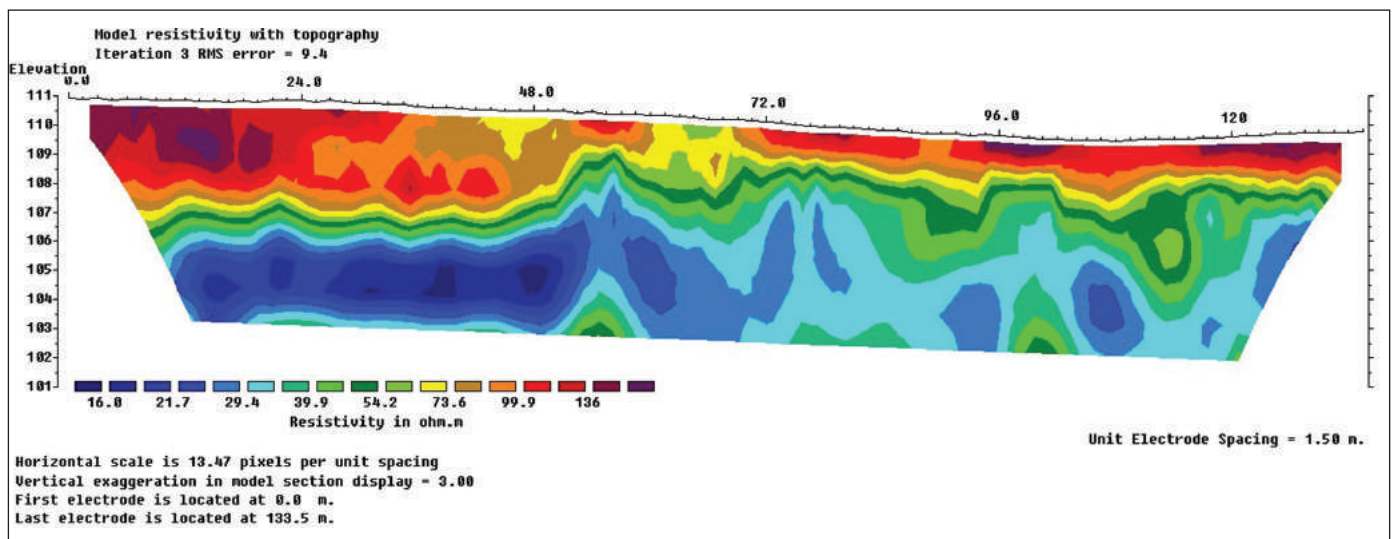 Model resistivity with topography
Iteration 3 RMS error = 9.4
Elevation
0.0 24.0 48.0 72.0 96.0 120
111
110
109
108
107
106
105
104
103
102
101
16.0 21.7 29.4 39.9 54.2 73.6 99.9 136
Resistivity in ohm.m
Unit Electrode Spacing = 1.50 m.
Horizontal scale is 13.47 pixels per unit spacing
Vertical exaggeration in model section display = 3.00
First electrode is located at 0.0 m.
Last electrode is located at 133.5 m.